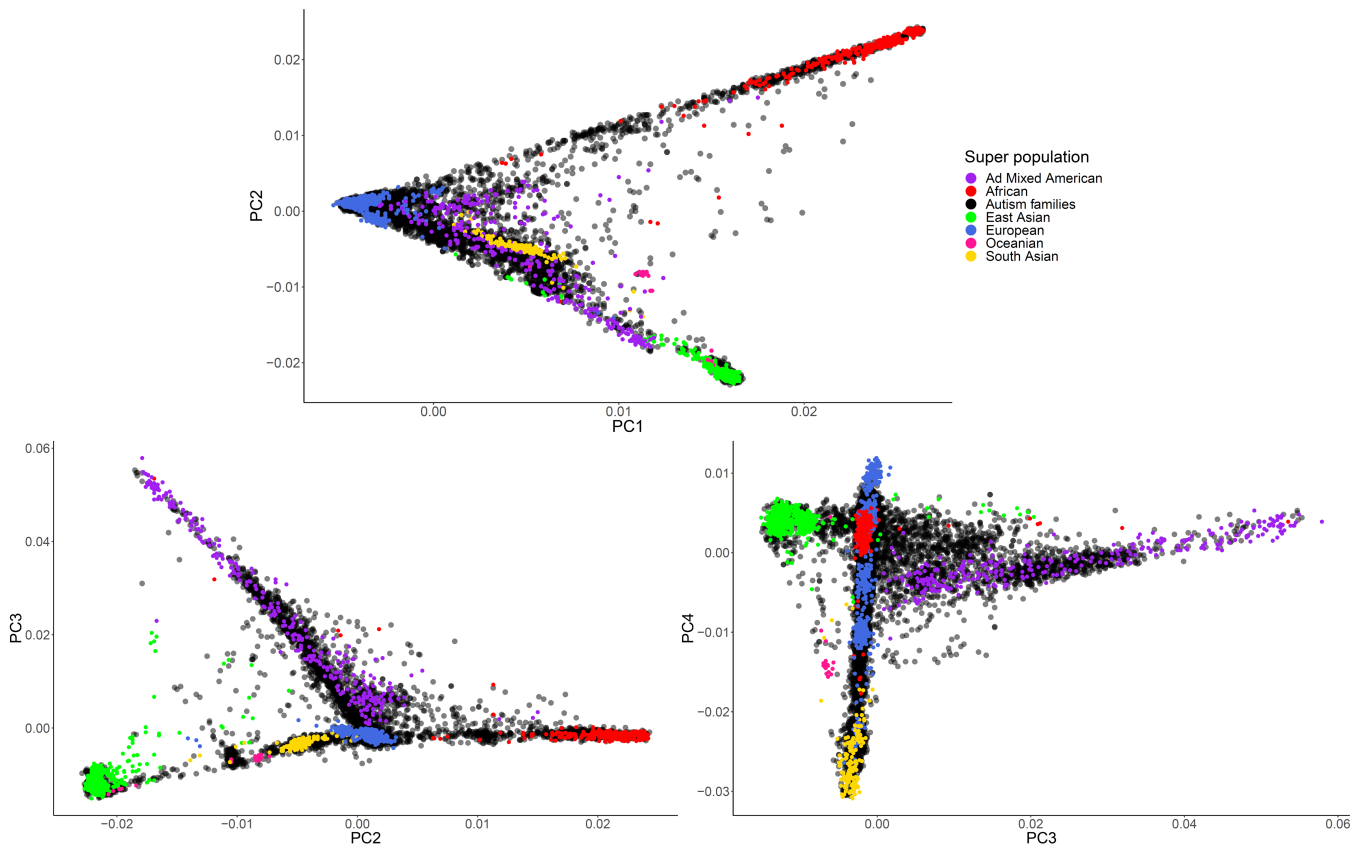 0.02
0.01
0.00
−0.01
−0.02
PC2
0.00
0.01
0.02
PC1
Super population
Ad Mixed American
African
Autism families
East Asian
European
Oceanian
South Asian
0.06
0.04
0.02
0.00
PC3
−0.02
−0.01
0.00
0.01
0.02
PC2
0.01
0.00
−0.01
−0.02
−0.03
PC4
0.00
0.02
0.04
0.06
PC3